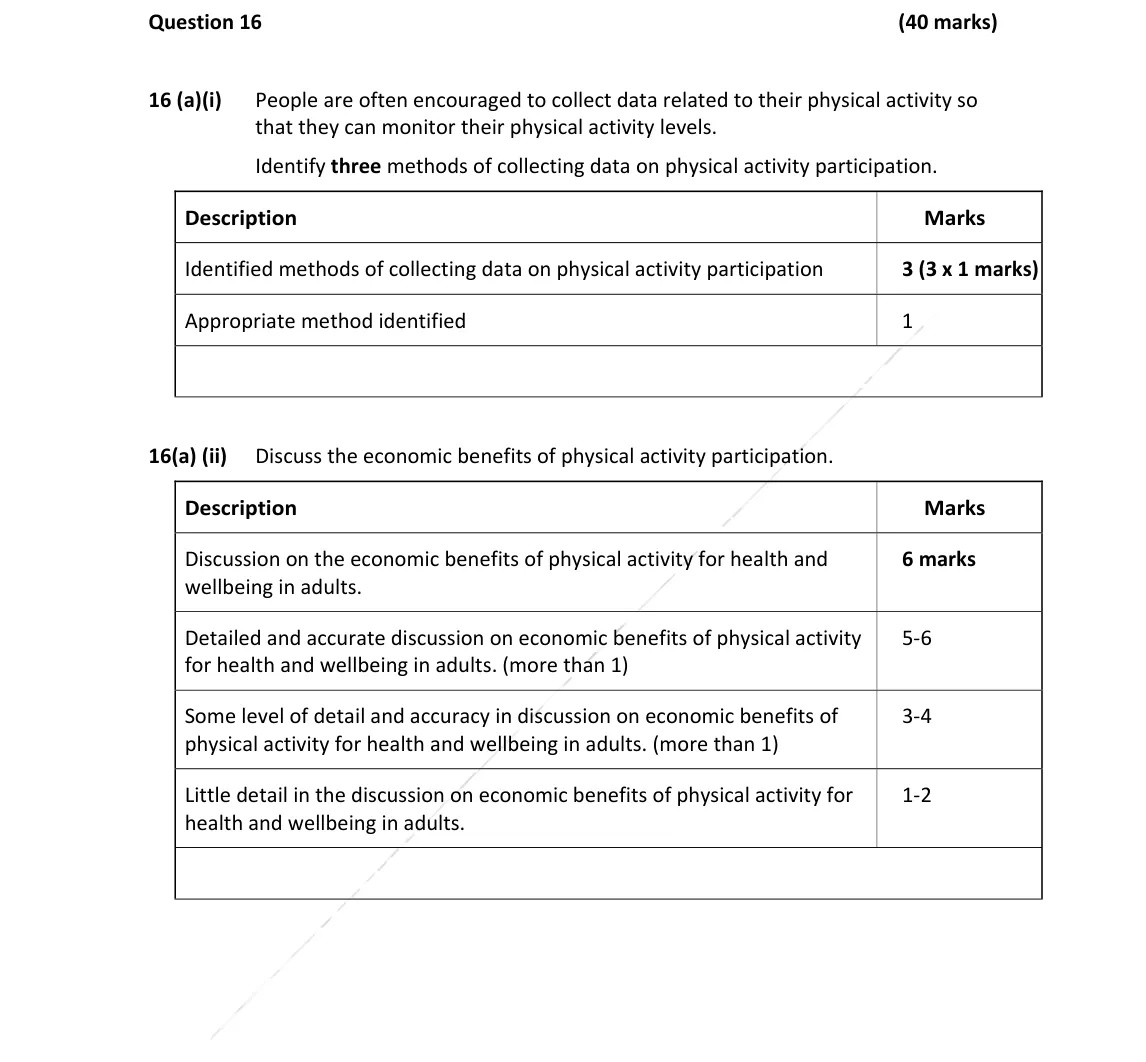 Question 16 (40 marks)
16 (a)(i) People are often encouraged to collect data related to their physical activity so
that they can monitor their physical activity levels.
Identify three methods of collecting data on physical activity participation.
Description Marks
Identified methods of collecting data on physical activity participation 3 (3 x 1 marks)
Appropriate method identified 1
16(a) (ii) Discuss the economic benefits of physical activity participation.
Description Marks
Discussion on the economic benefits of physical activity for health and 6 marks
wellbeing in adults.
Detailed and accurate discussion on economic benefits of physical activity 5-6
for health and wellbeing in adults. (more than 1)
Some level of detail and accuracy in discussion on economic benefits of 3-4
physical activity for health and wellbeing in adults. (more than 1)
Little detail in the discussion on economic benefits of physical activity for 1-2
health and wellbeing in adults.